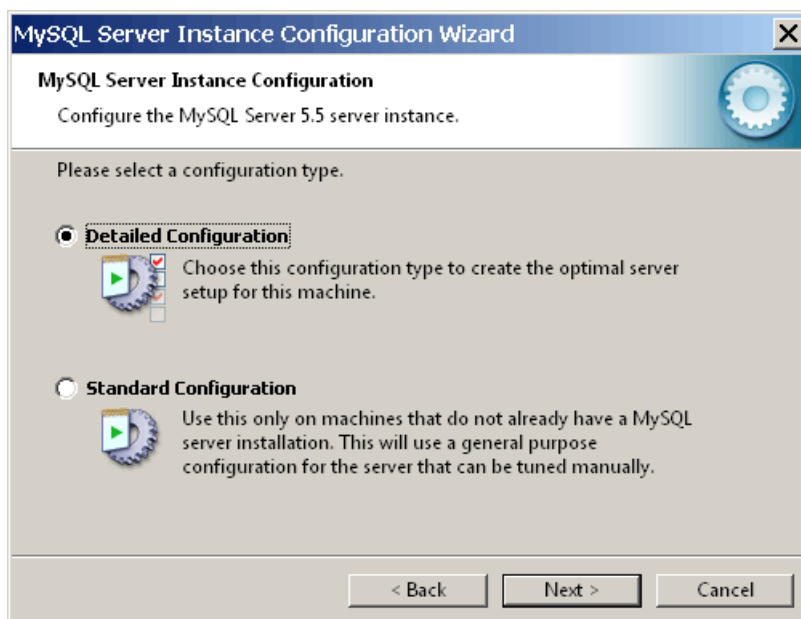 MySQL Server Instance Configuration Wizard
MySQL Server Instance Configuration
Configure the MySQL Server 5.5 server instance.
Please select a configuration type.
Detailed Configuration
Choose this configuration type to create the optimal server
setup for this machine.
Standard Configuration
Use this only on machines that do not already have a MySQL
server installation. This will use a general purpose
configuration for the server that can be tuned manually.
< Back Next > Cancel